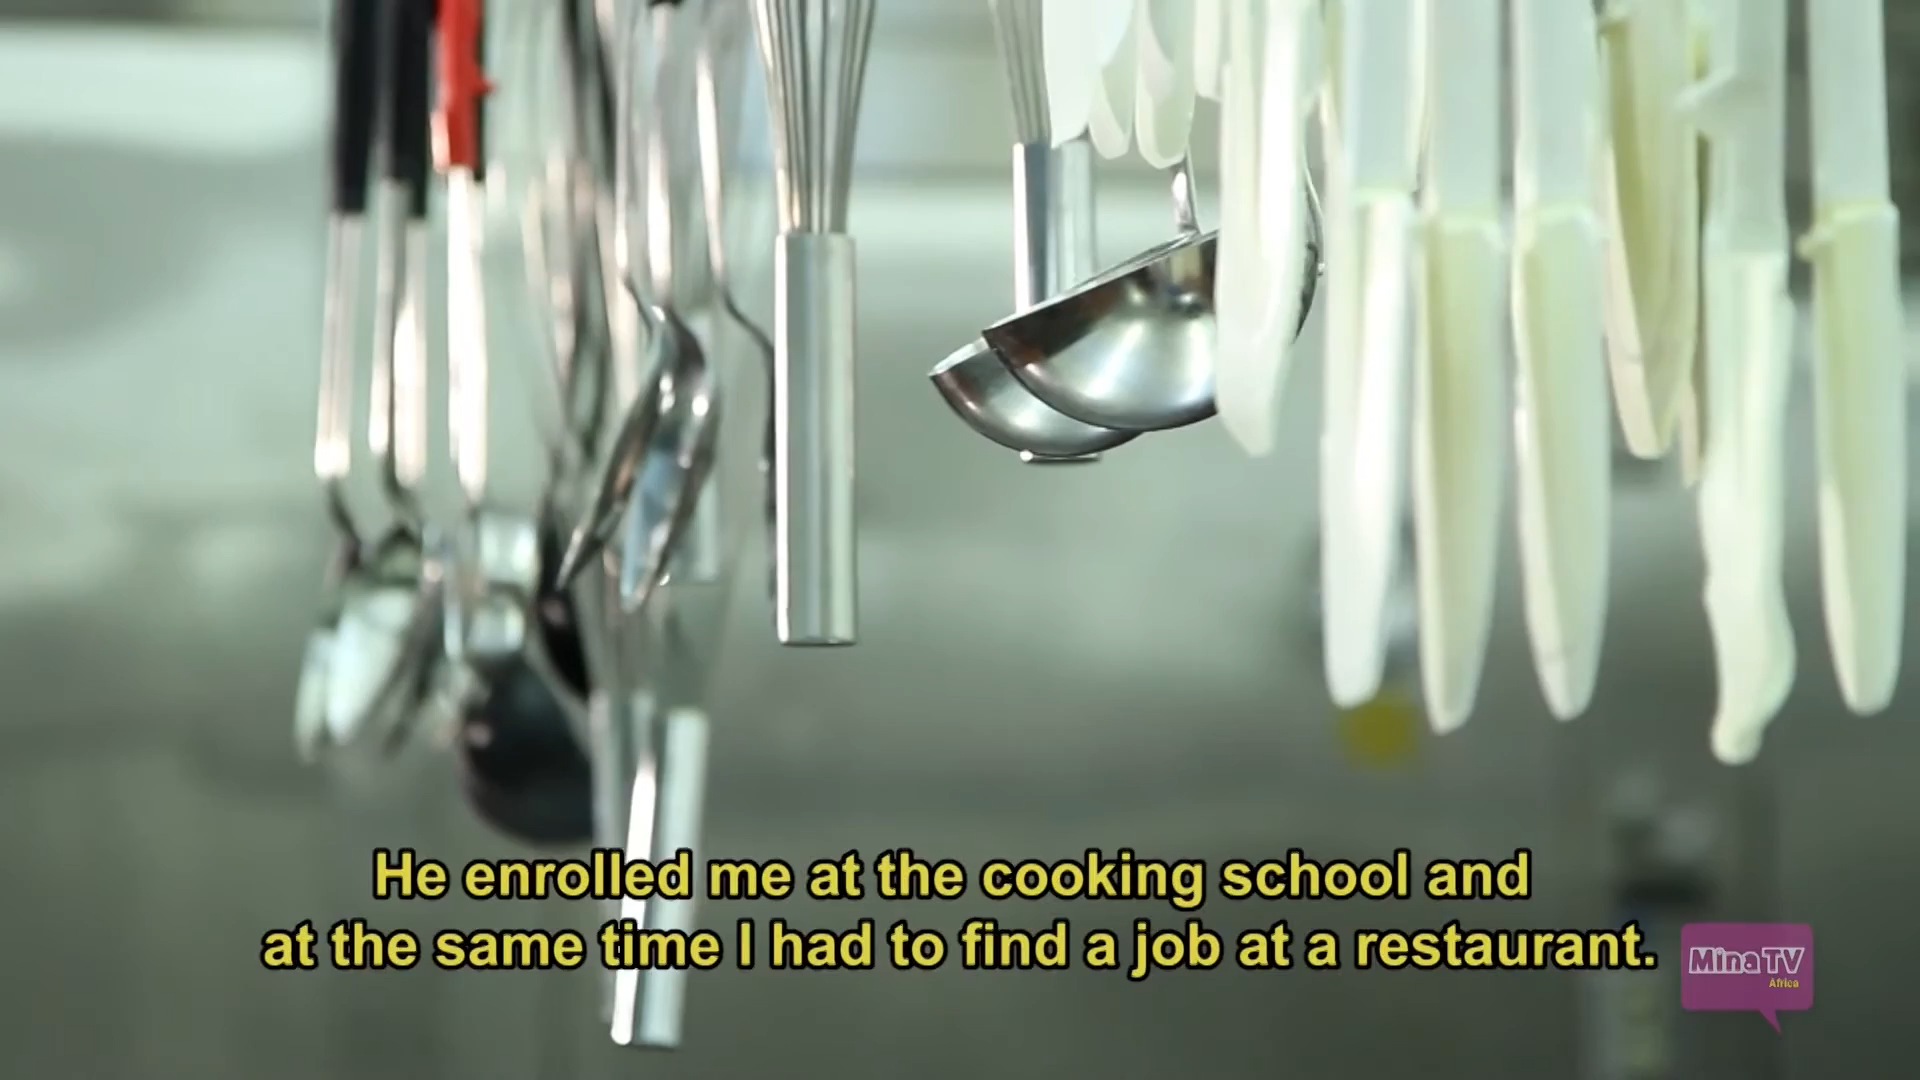 He enrolled me at the cooking school and
at the same time I had to find a job at a restaurant.
Mina TV
Africa